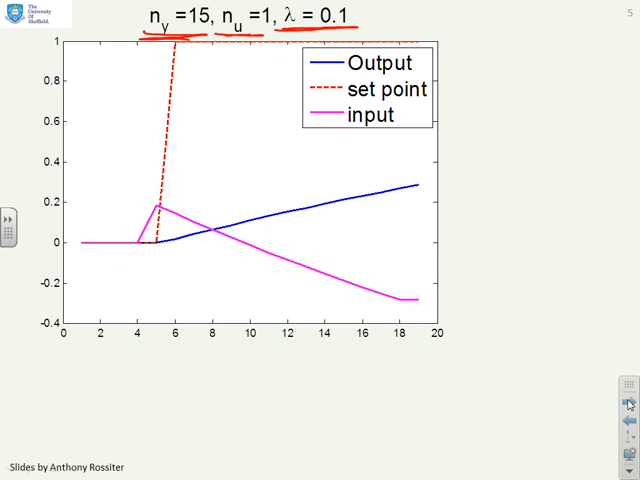 The
University
Of
Sheffield.
n_y =15, n_u =1, λ = 0.1
5
Output
set point
input
1
0.8
0.6
0.4
0.2
0
-0.2
-0.4
0 2 4 6 8 10 12 14 16 18 20
Slides by Anthony Rossiter